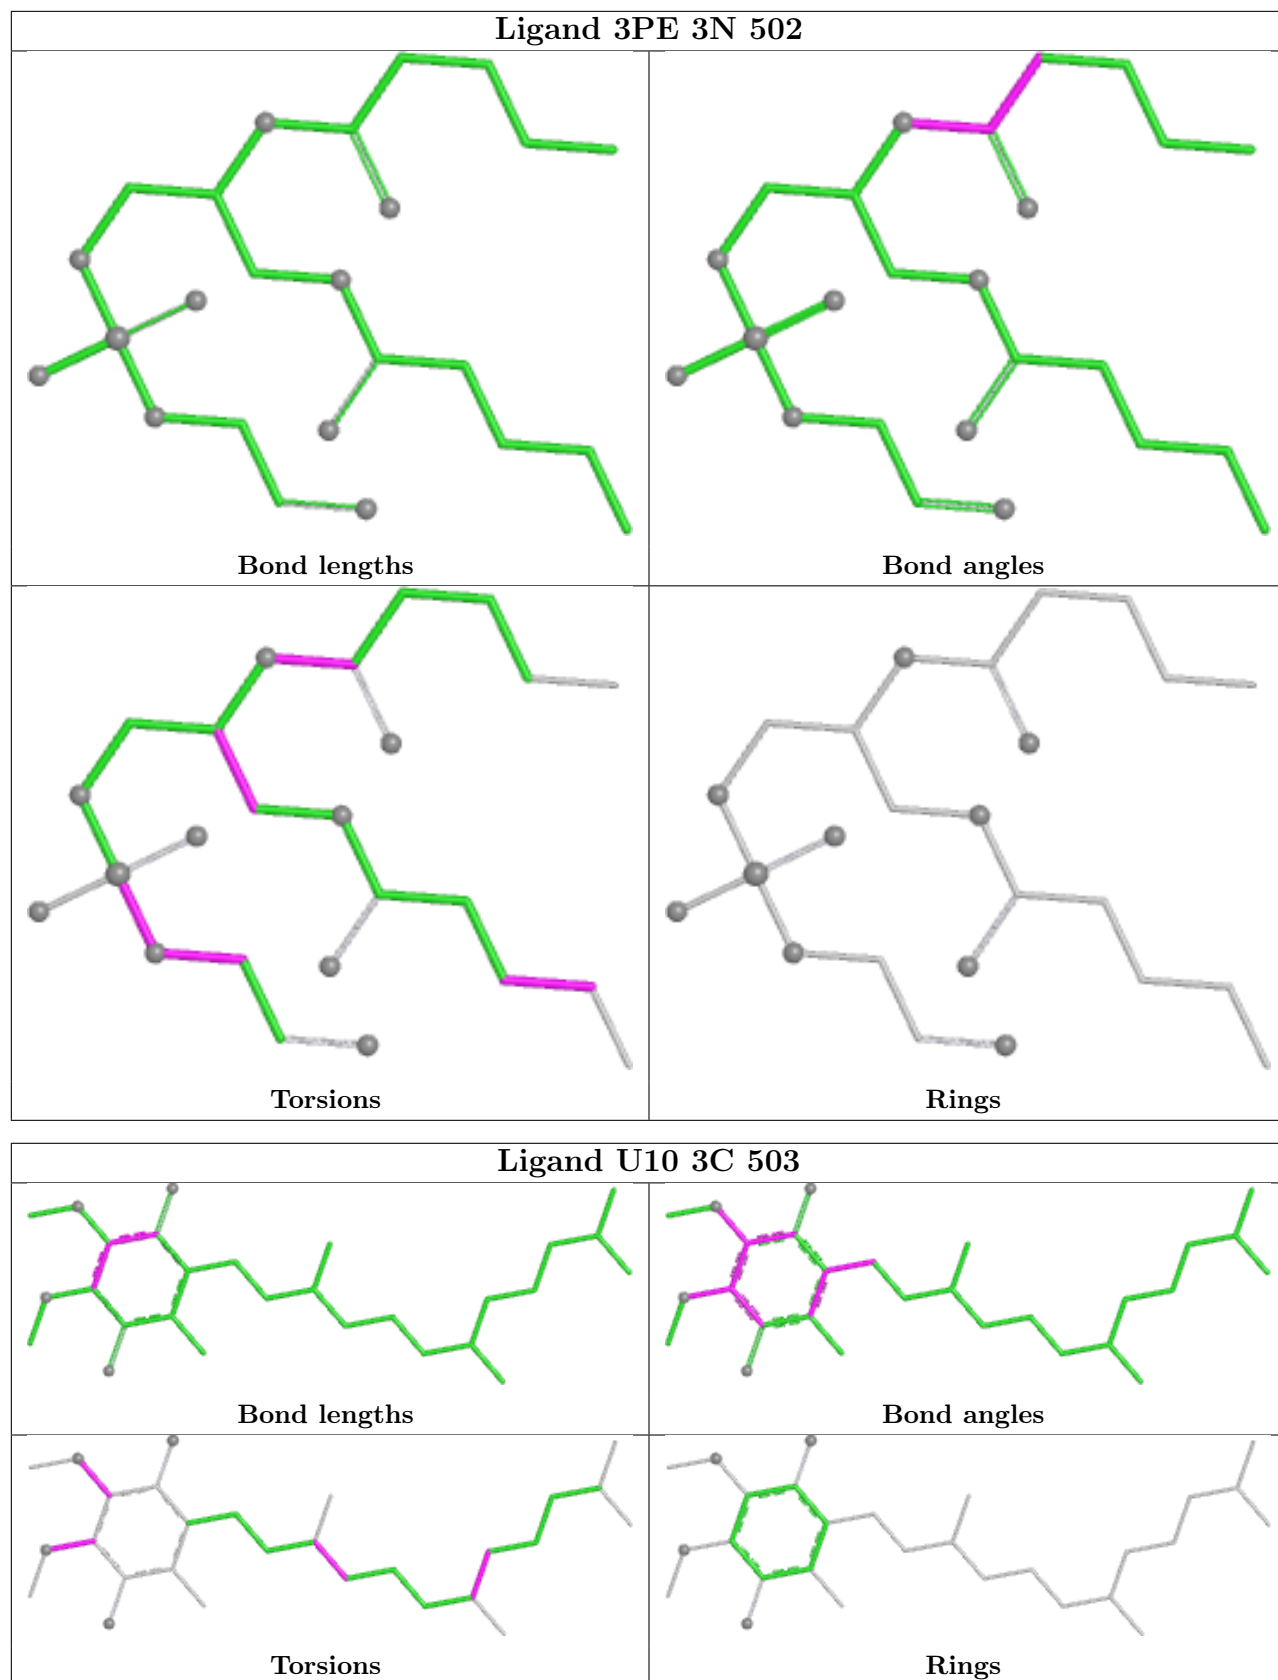 Ligand 3PE 3N 502
Bond lengths
Bond angles
Torsions
Rings
Ligand U10 3C 503
Bond lengths
Bond angles
Torsions
Rings